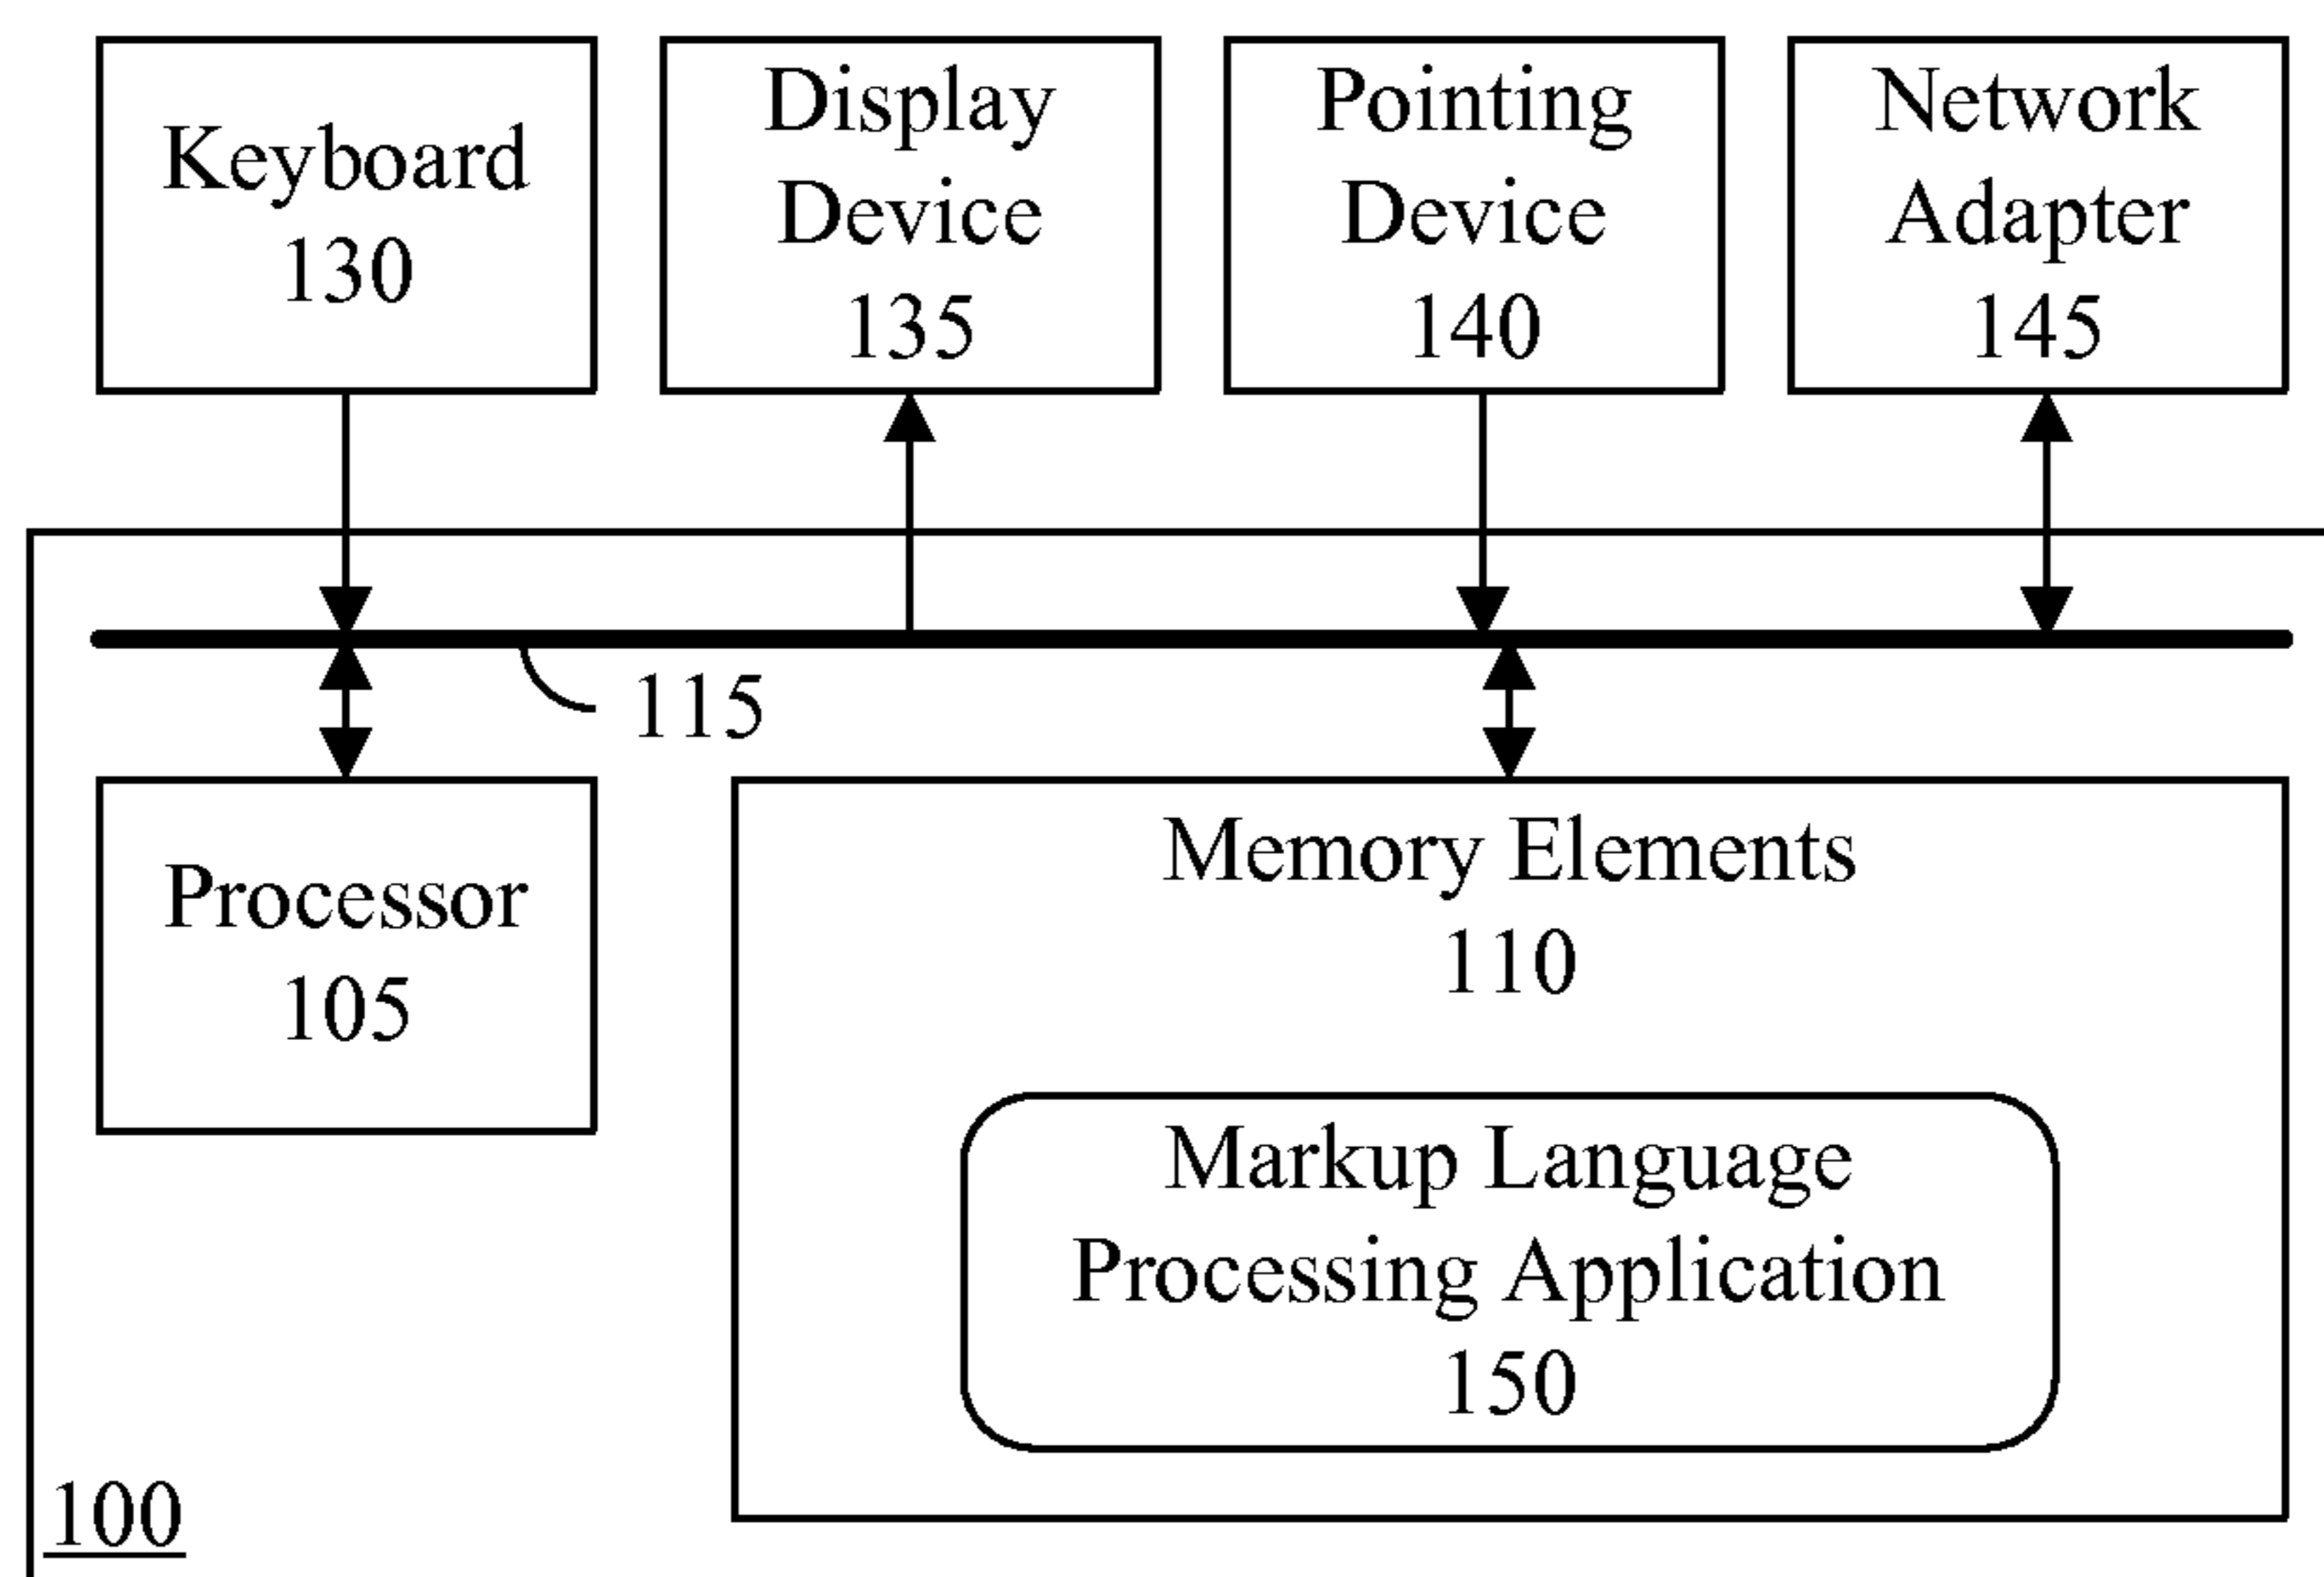 Keyboard
130
Display
Device
135
Pointing
Device
140
Network
Adapter
145
115
Processor
105
Memory Elements
110
Markup Language
Processing Application
150
100